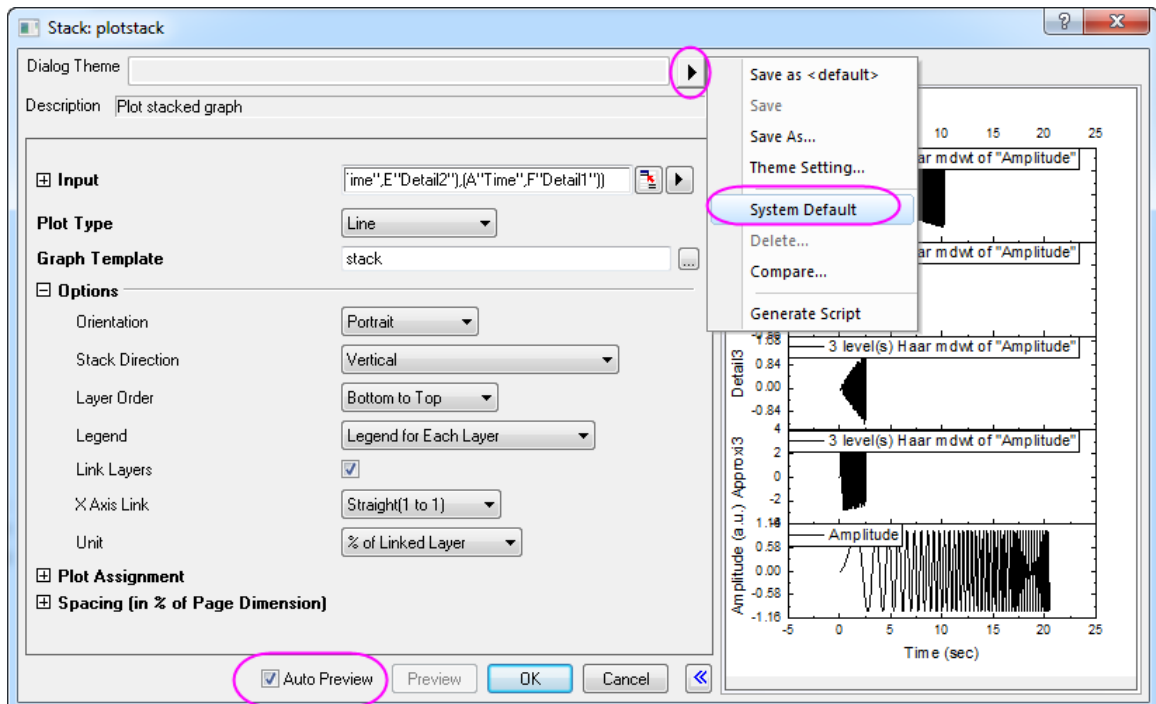 Stack: plotstack
Dialog Theme
Description Plot stacked graph
Input
ime",E"Detail2"),(A"Time",F"Detail1"))
Plot Type Line
Graph Template stack ...
Options
Orientation Portrait
Stack Direction Vertical
Layer Order Bottom to Top
Legend Legend for Each Layer
Link Layers
X Axis Link Straight(1 to 1)
Unit % of Linked Layer
Plot Assignment
Spacing (in % of Page Dimension)
Auto Preview Preview OK Cancel
Save as <default>
Save
Save As...
Theme Setting...
System Default
Delete...
Compare...
Generate Script
10 15 20 25
ar mdwt of "Amplitude"
ar mdwt of "Amplitude"
3 level(s) Haar mdwt of "Amplitude"
Detail3
0.84
0.00
-0.84
3 level(s) Haar mdwt of "Amplitude"
Approxi3
4
2
0
-2
Amplitude
Amplitude (a.u.)
0.58
0.00
-0.58
-1.16
-5 0 5 10 15 20 25
Time (sec)